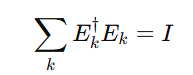 ∑_k E_k^† E_k = I